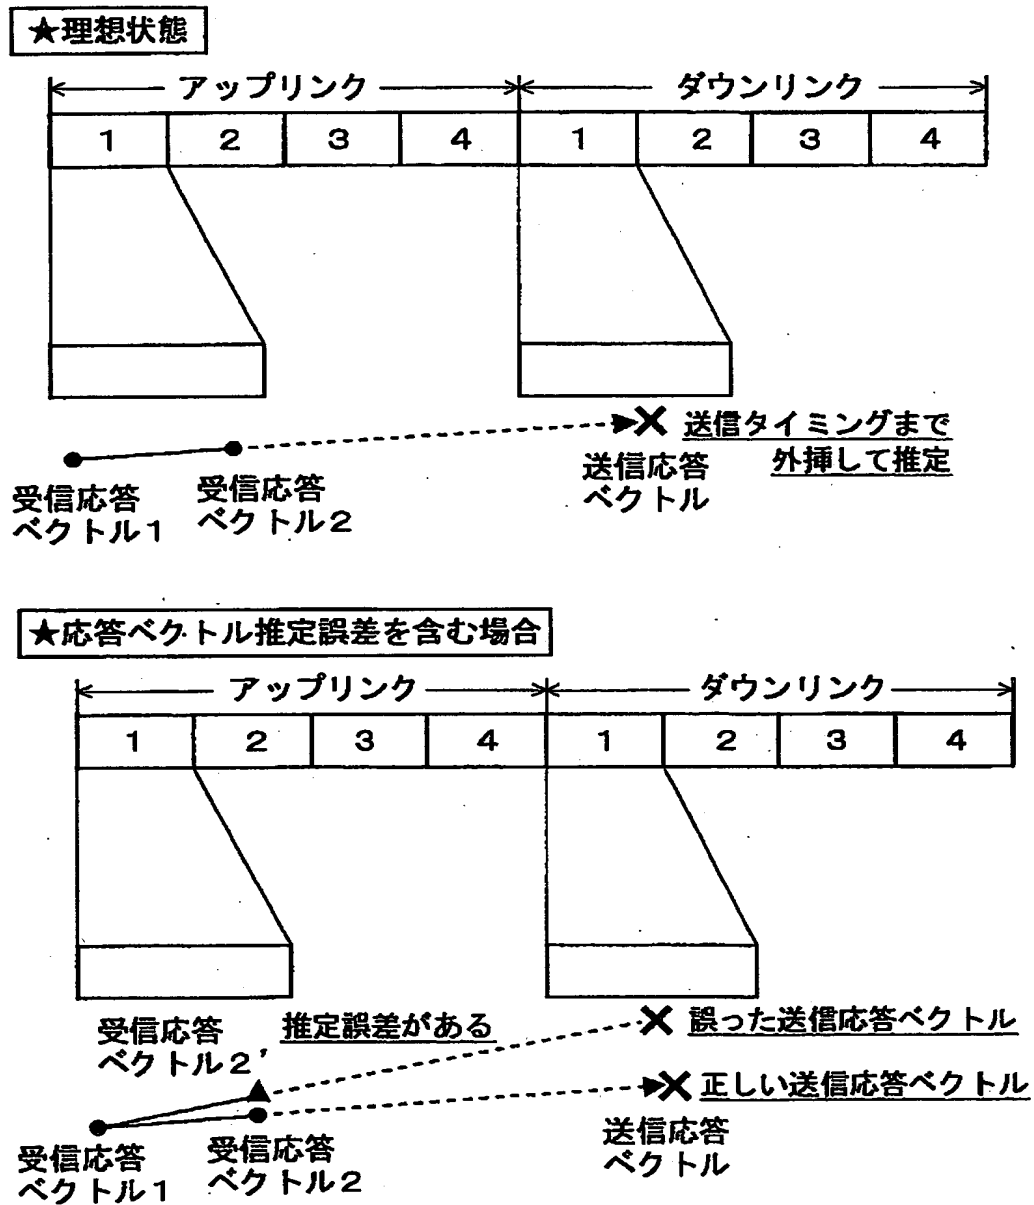 ★理想状態
アップリンク ダウンリンク
1 2 3 4 1 2 3 4
送信タイミングまで
外挿して推定
受信応答
ベクトル1
受信応答
ベクトル2
送信応答
ベクトル
★応答ベクトル推定誤差を含む場合
アップリンク ダウンリンク
1 2 3 4 1 2 3 4
受信応答
ベクトル2'
推定誤差がある
誤った送信応答ベクトル
正しい送信応答ベクトル
受信応答
ベクトル1
受信応答
ベクトル2
送信応答
ベクトル